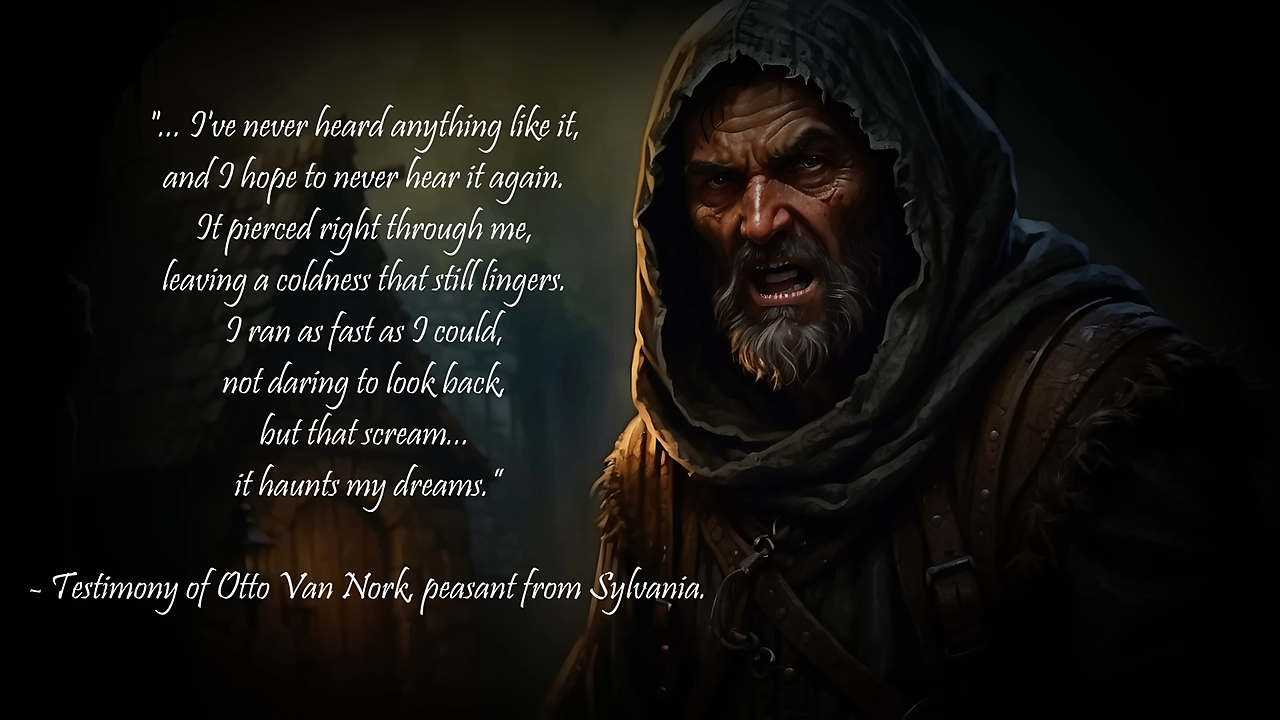 "... I've never heard anything like it,
and I hope to never hear it again.
It pierced right through me,
leaving a coldness that still lingers.
I ran as fast as I could,
not daring to look back,
but that scream...
it haunts my dreams."
~ Testimony of Otto Van Nork, peasant from Sylvania.